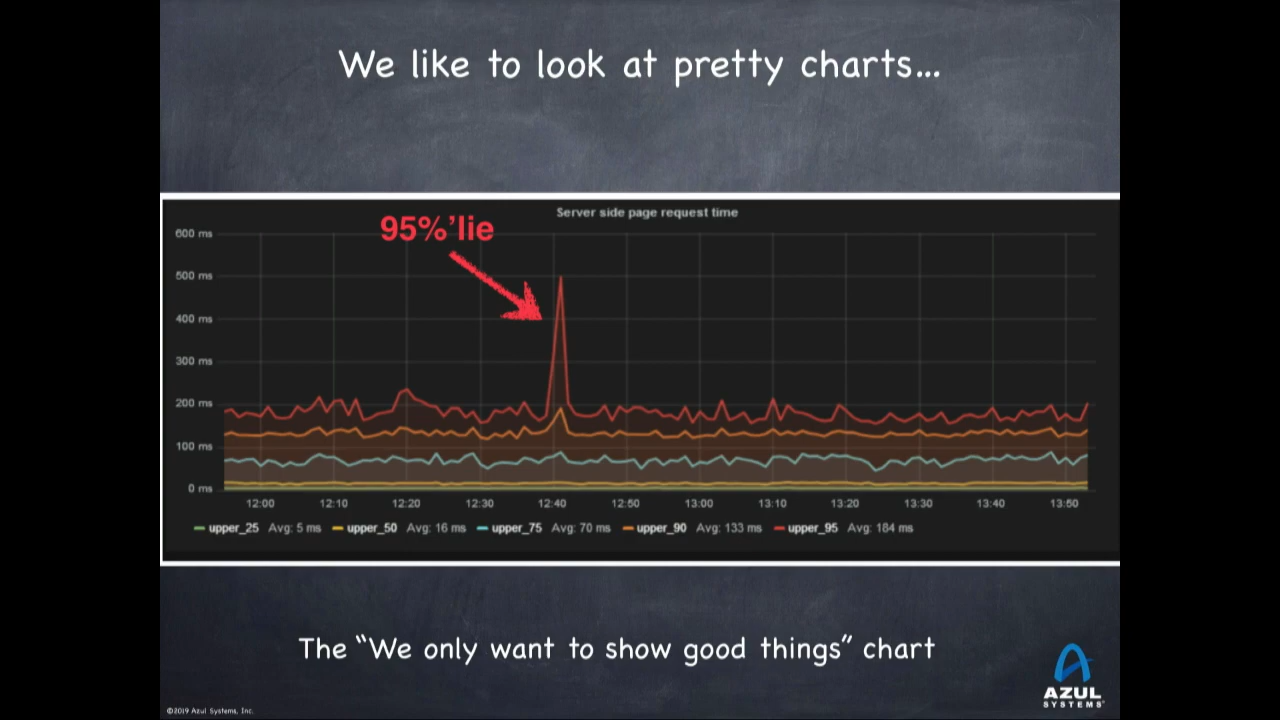 We like to look at pretty charts...
Server side page request time
95%’lie
600 ms
500 ms
400 ms
300 ms
200 ms
100 ms
0 ms
12:00 12:10 12:20 12:30 12:40 12:50 13:00 13:10 13:20 13:30 13:40 13:50
upper_25 Avg: 5 ms upper_50 Avg: 16 ms upper_75 Avg: 70 ms upper_90 Avg: 133 ms upper_95 Avg: 184 ms
The “We only want to show good things” chart
AZUL
SYSTEMS
©2019 Azul Systems, Inc.